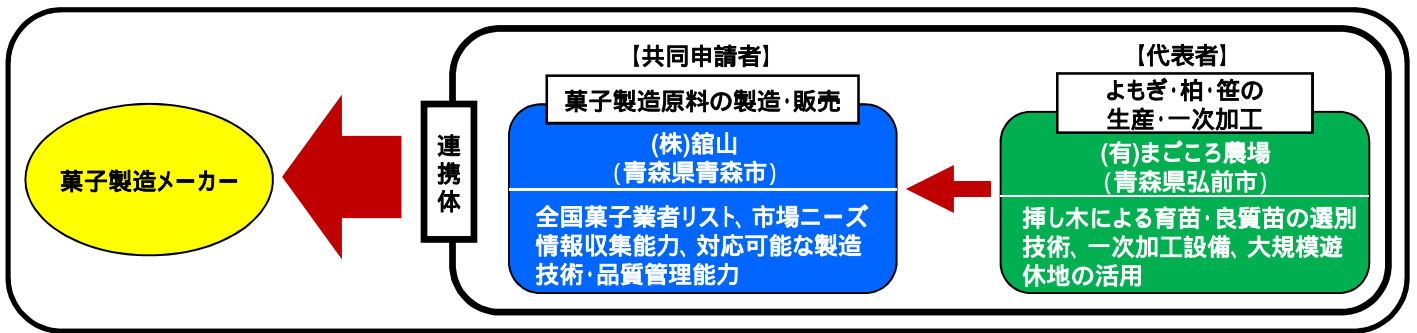 菓子製造メーカー
連携体
【共同申請者】
菓子製造原料の製造・販売
(株)舘山
(青森県青森市)
全国菓子業者リスト、市場ニーズ
情報収集能力、対応可能な製造
技術・品質管理能力
【代表者】
よもぎ・柏・笹の
生産・一次加工
(有)まごころ農場
(青森県弘前市)
挿し木による育苗・良質苗の選別
技術、一次加工設備、大規模遊
休地の活用